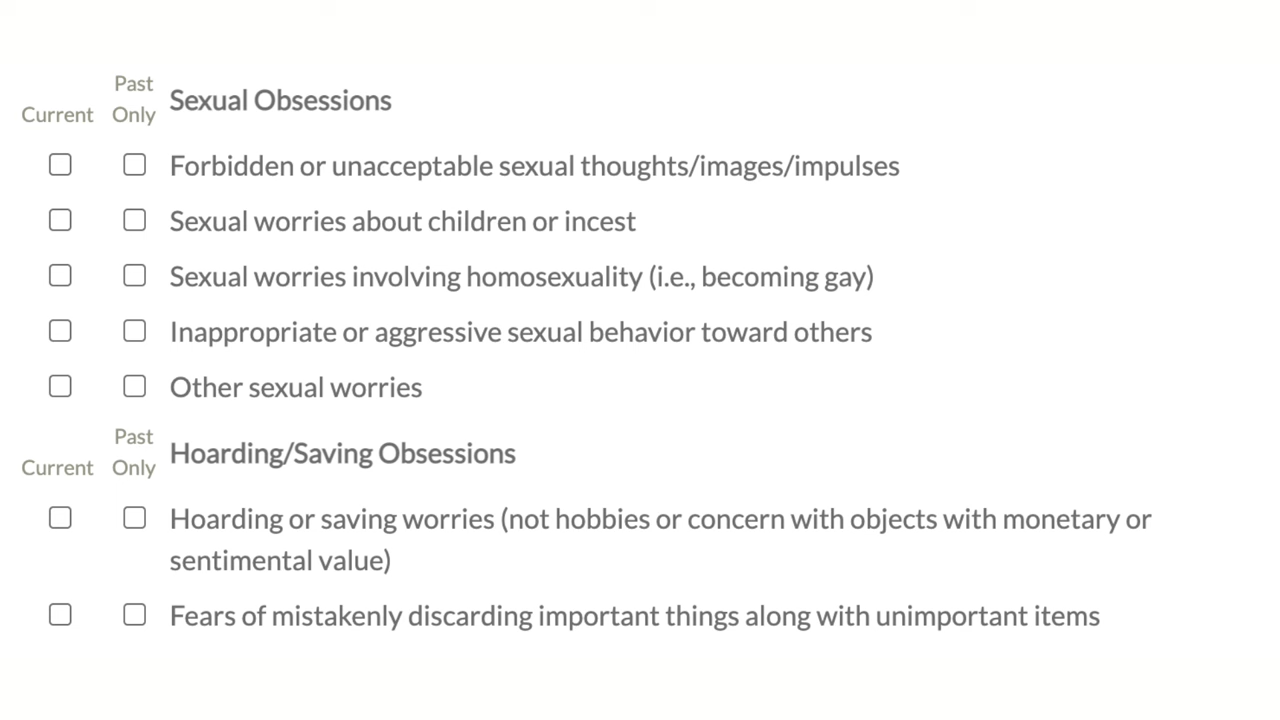 Past
Current Only Sexual Obsessions
Forbidden or unacceptable sexual thoughts/images/impulses
Sexual worries about children or incest
Sexual worries involving homosexuality (i.e., becoming gay)
Inappropriate or aggressive sexual behavior toward others
Other sexual worries
Past
Current Only Hoarding/Saving Obsessions
Hoarding or saving worries (not hobbies or concern with objects with monetary or
sentimental value)
Fears of mistakenly discarding important things along with unimportant items